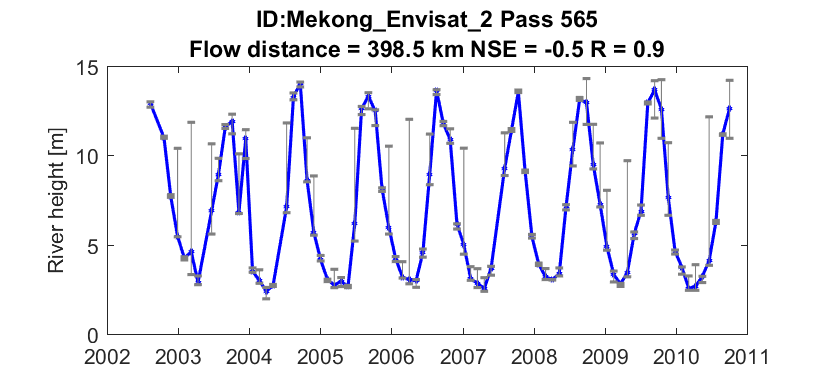 ID:Mekong_Envisat_2 Pass 565
Flow distance = 398.5 km NSE = -0.5 R = 0.9
River height [m]
15
10
5
0
2002 2003 2004 2005 2006 2007 2008 2009 2010 2011